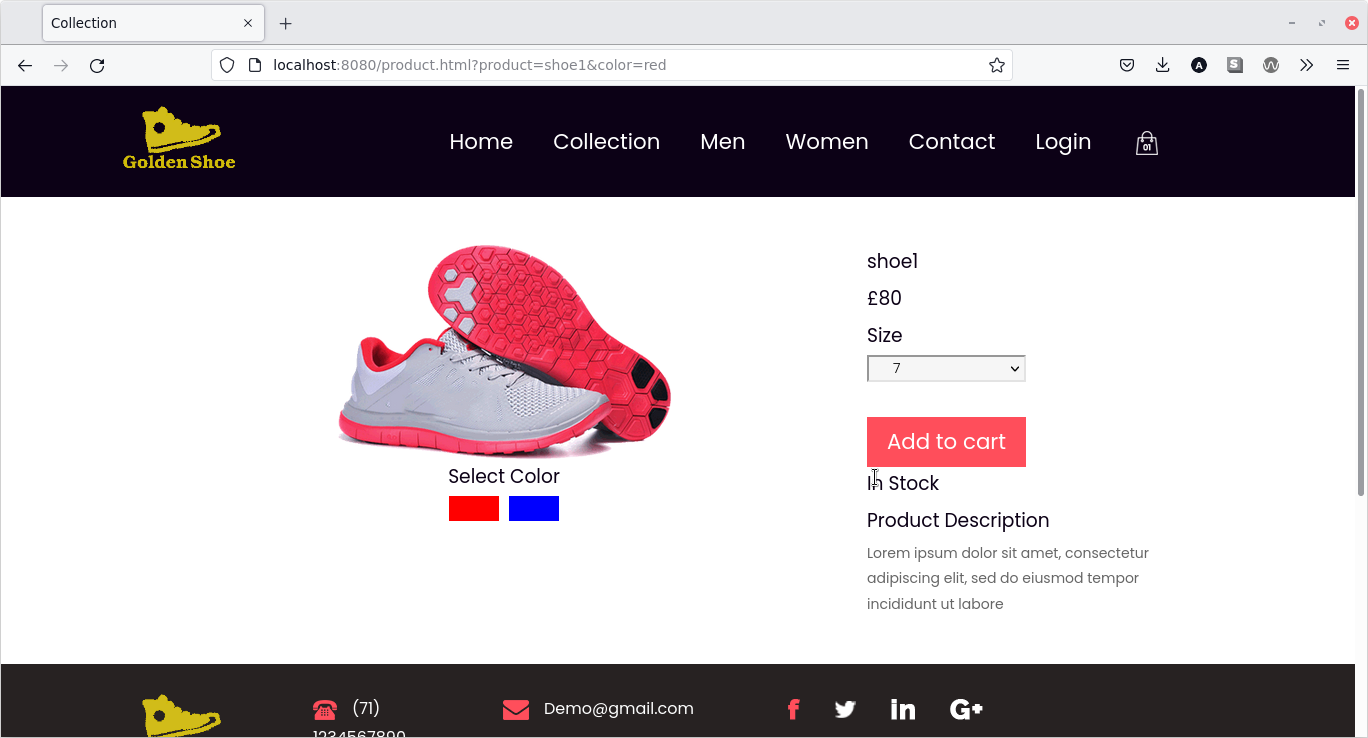 Collection
localhost:8080/product.html?product=shoe1&color=red
A
S
Golden Shoe
Home
Collection
Men
Women
Contact
Login
01
shoe1
£80
Size
7
Add to cart
In Stock
Select Color
Product Description
Lorem ipsum dolor sit amet, consectetur
adipiscing elit, sed do eiusmod tempor
incididunt ut labore
(71)
1234567890
Demo@gmail.com
f
in
G+